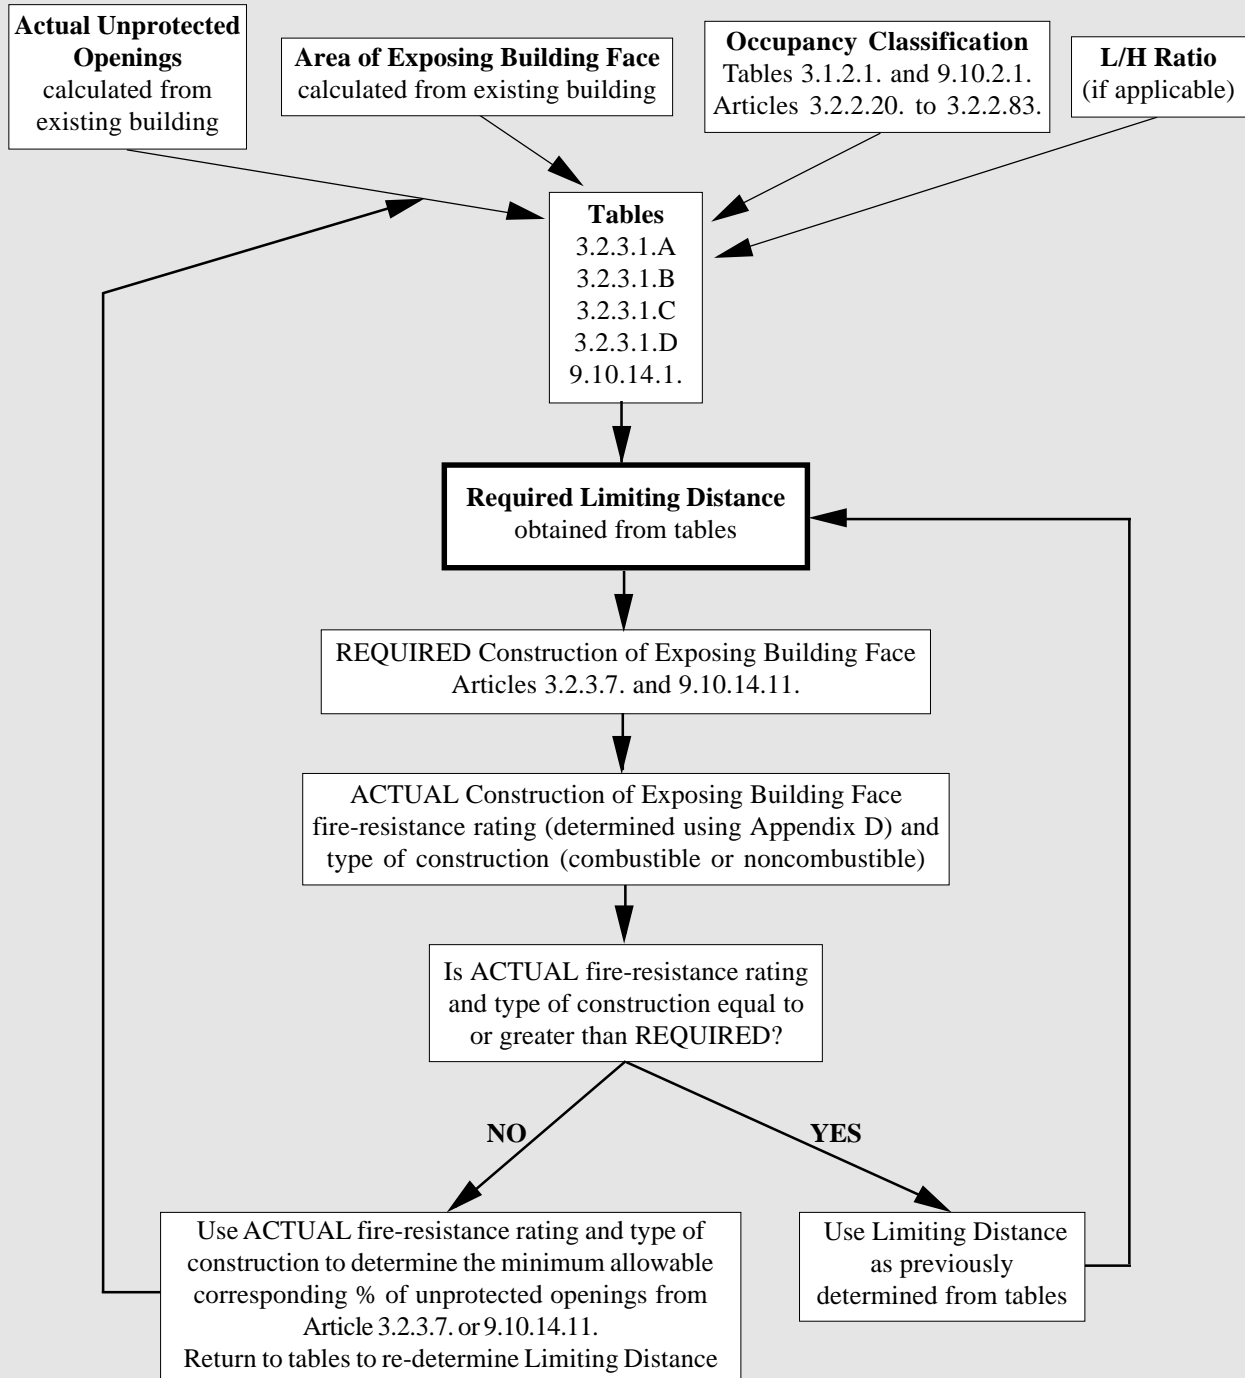 Actual Unprotected
Openings
calculated from
existing building
Area of Exposing Building Face
calculated from existing building
Occupancy Classification
Tables 3.1.2.1. and 9.10.2.1.
Articles 3.2.2.20. to 3.2.2.83.
L/H Ratio
(if applicable)
Tables
3.2.3.1.A
3.2.3.1.B
3.2.3.1.C
3.2.3.1.D
9.10.14.1.
Required Limiting Distance
obtained from tables
REQUIRED Construction of Exposing Building Face
Articles 3.2.3.7. and 9.10.14.11.
ACTUAL Construction of Exposing Building Face
fire-resistance rating (determined using Appendix D) and
type of construction (combustible or noncombustible)
Is ACTUAL fire-resistance rating
and type of construction equal to
or greater than REQUIRED?
NO
YES
Use ACTUAL fire-resistance rating and type of
construction to determine the minimum allowable
corresponding % of unprotected openings from
Article 3.2.3.7. or 9.10.14.11.
Return to tables to re-determine Limiting Distance
Use Limiting Distance
as previously
determined from tables